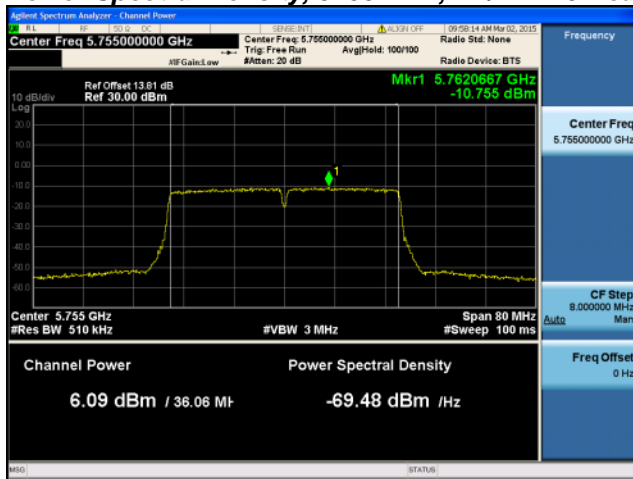 Agilent Spectrum Analyzer - Channel Power
RL RF 50 Ω DC SENSE:INT ALIGN OFF 09:58:14 AM Mar 02, 2015
Center Freq 5.755000000 GHz
Center Freq: 5.755000000 GHz
Radio Std: None
Trig: Free Run Avg|Hold: 100/100
#IFGain:Low #Atten: 20 dB Radio Device: BTS
Mkr1 5.7620667 GHz
-10.755 dBm
Ref Offset 13.81 dB
10 dB/div Ref 30.00 dBm
Log
20.0
10.0
0.00
-10.0
-20.0
-30.0
-40.0
-50.0
-60.0
1
Center 5.755 GHz Span 80 MHz
#Res BW 510 kHz #VBW 3 MHz #Sweep 100 ms
Channel Power Power Spectral Density
6.09 dBm / 36.06 MH -69.48 dBm /Hz
MSG STATUS
Frequency
Center Freq
5.755000000 GHz
CF Step
8.000000 MHz
Auto Man
Freq Offset
0 Hz